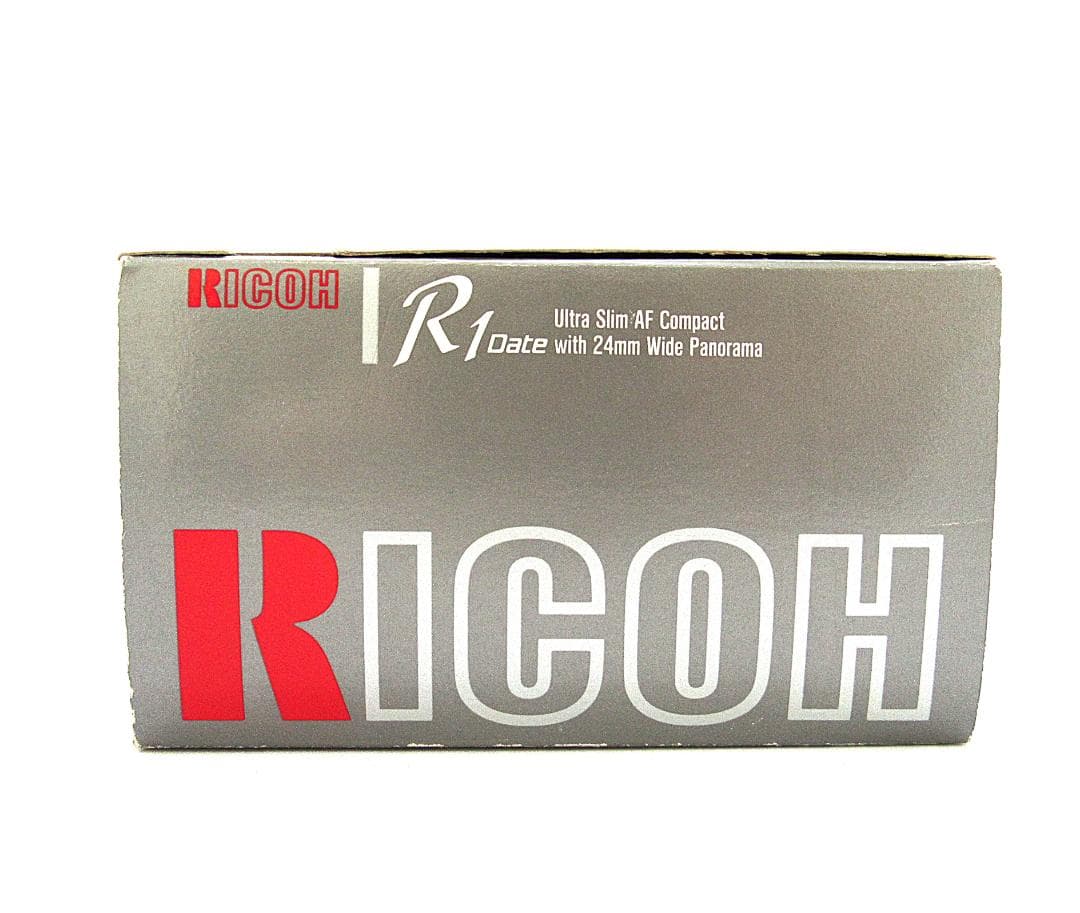 RICOH
R1 Date
Ultra Slim AF Compact
with 24mm Wide Panorama
RICOH